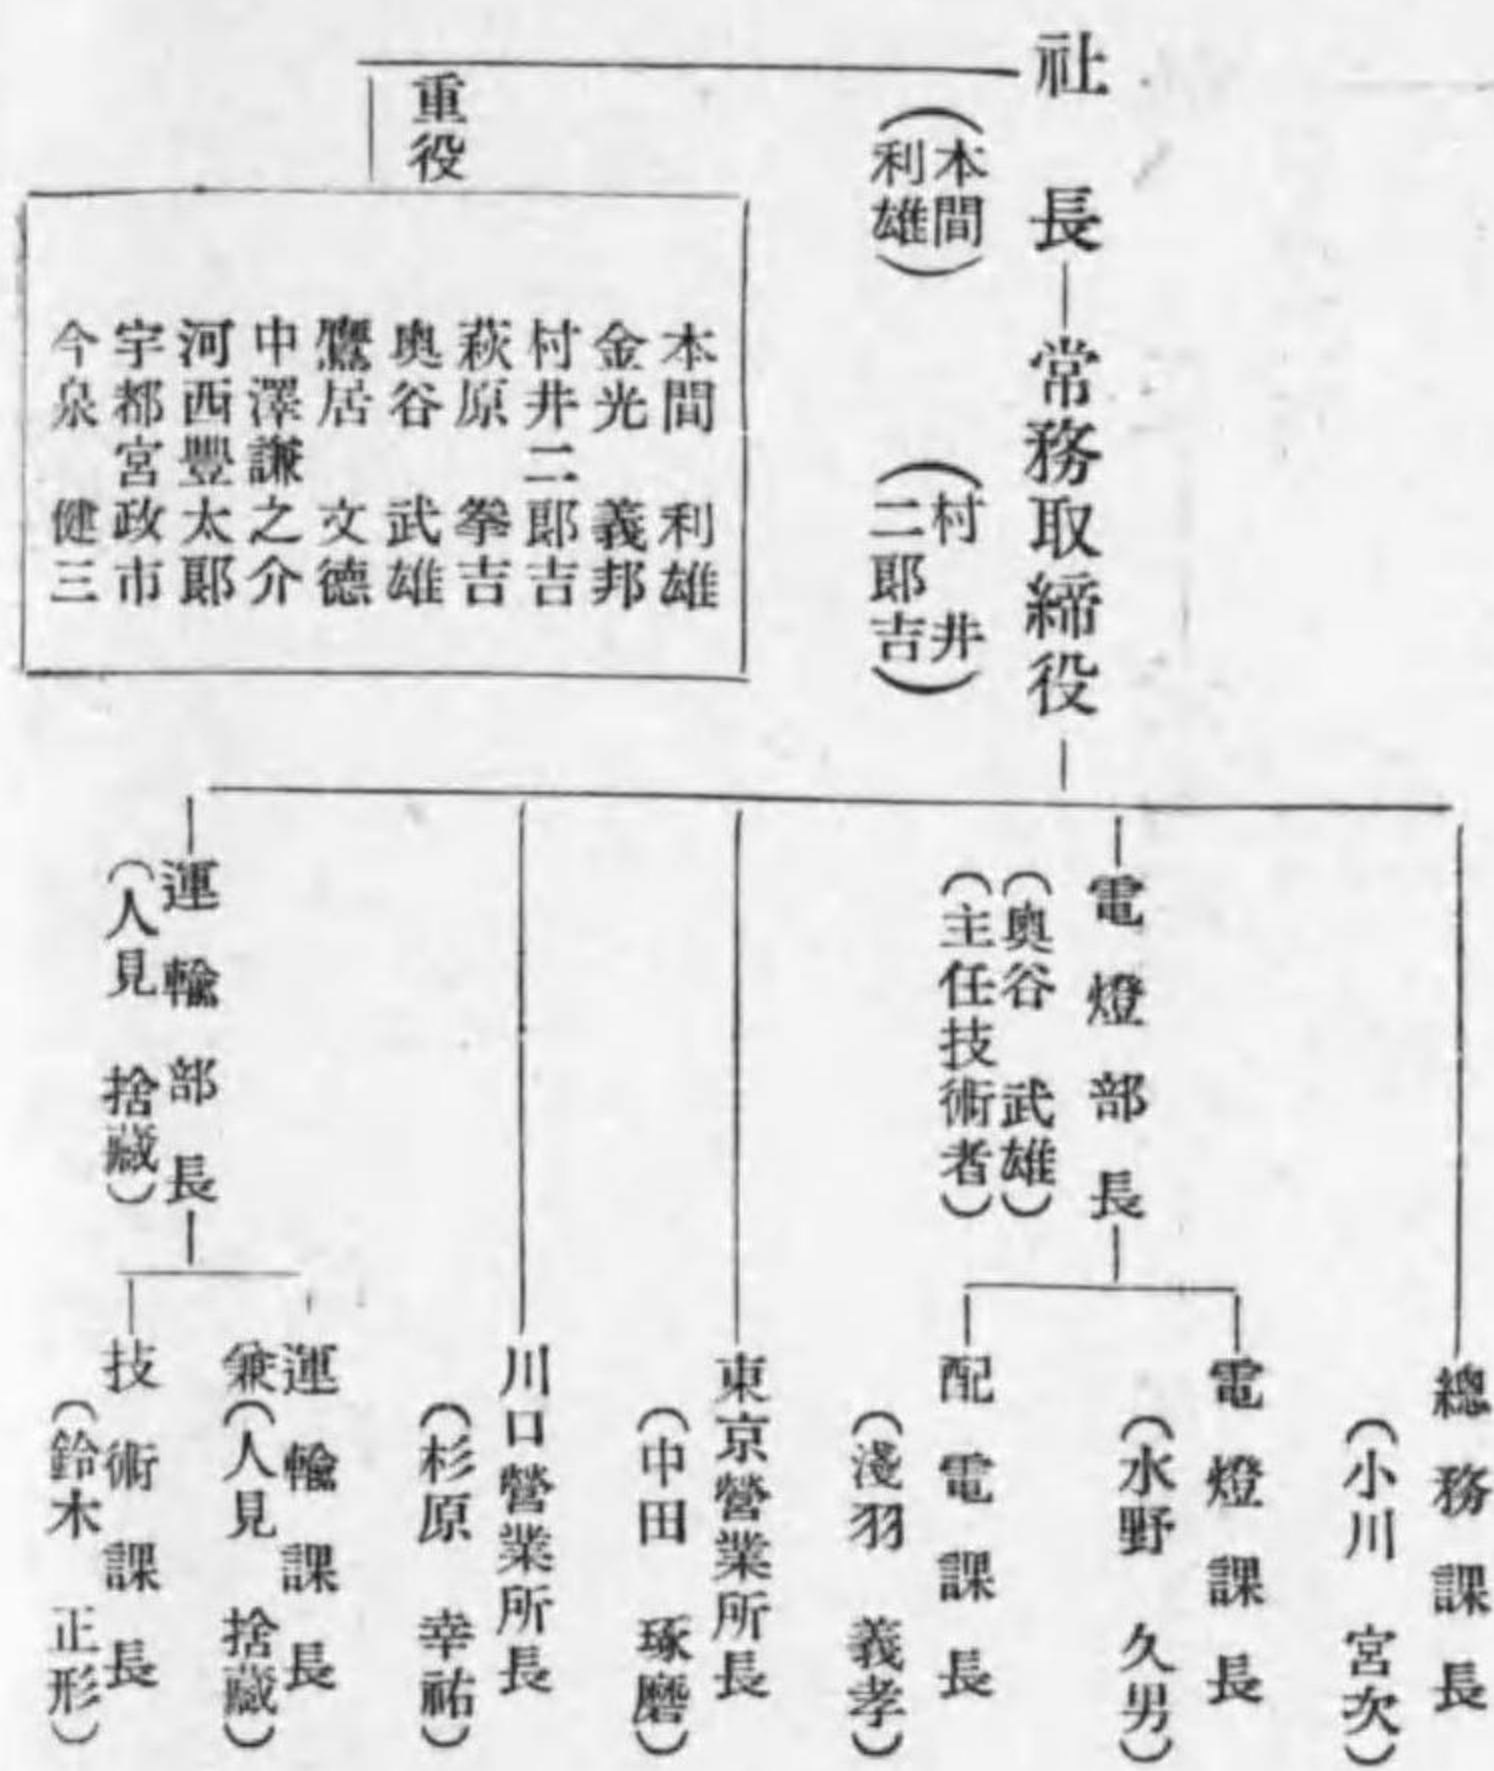 社長
（本間
利雄）
常務取締役
（村井
二郎吉）
重役
本間利雄
金光義邦
村井二郎吉
萩原拳吉
奥谷武雄
鷹居文德
中澤謙之介
河西豐太郎
宇都宮政市
今泉健三
總務課長
（小川宮次）
電燈部長
（奥谷武雄）
（主任技術者）
電燈課長
（水野久男）
配電課長
（淺羽義孝）
東京營業所長
（中田琢磨）
川口營業所長
（杉原幸祐）
運輸部長
（人見捨藏）
運輸課長
兼（人見捨藏）
技術課長
（鈴木正形）